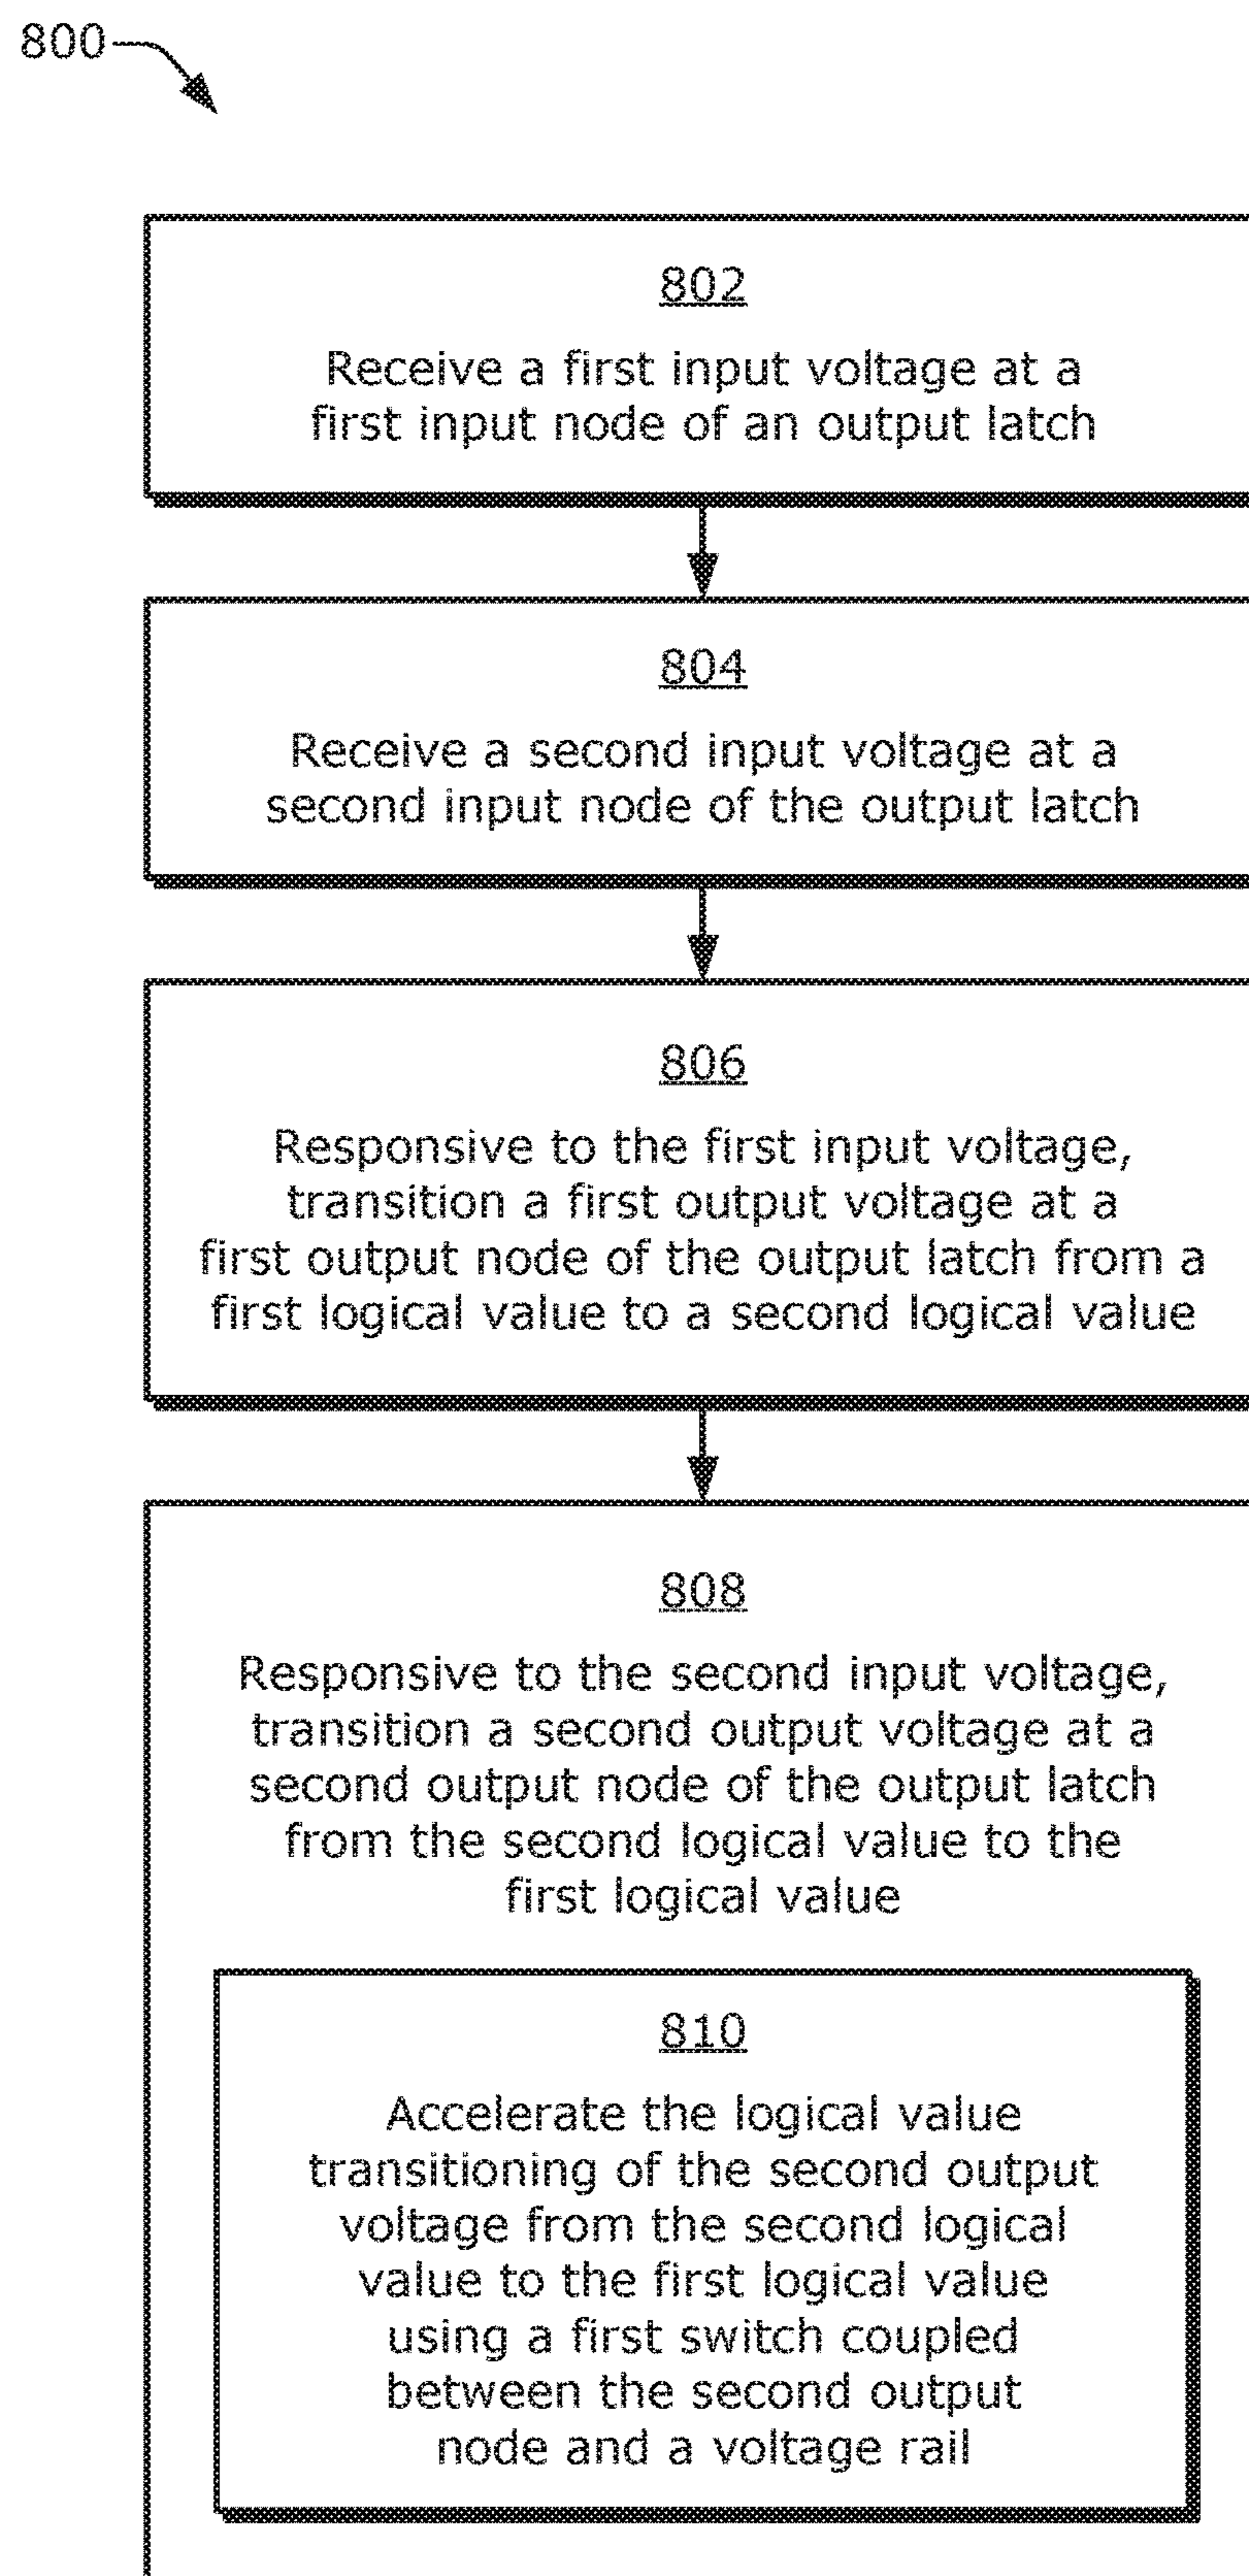 800
802
Receive a first input voltage at a
first input node of an output latch
804
Receive a second input voltage at a
second input node of the output latch
806
Responsive to the first input voltage,
transition a first output voltage at a
first output node of the output latch from a
first logical value to a second logical value
808
Responsive to the second input voltage,
transition a second output voltage at a
second output node of the output latch
from the second logical value to the
first logical value
810
Accelerate the logical value
transitioning of the second output
voltage from the second logical
value to the first logical value
using a first switch coupled
between the second output
node and a voltage rail